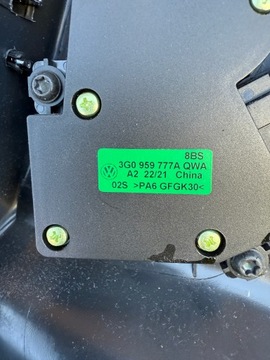 8BS
3G0 959 777A QWA
A2 22/21 China
02S >PA6 GFGK30<